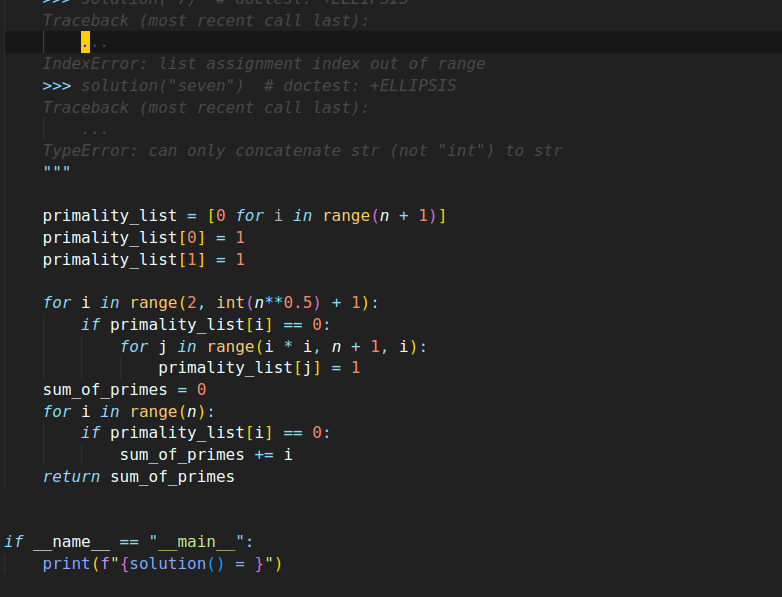 >>> solution(-7)  # doctest: +ELLIPSIS
Traceback (most recent call last):
...
IndexError: list assignment index out of range
>>> solution("seven")  # doctest: +ELLIPSIS
Traceback (most recent call last):
...
TypeError: can only concatenate str (not "int") to str
"""
primality_list = [0 for i in range(n + 1)]
primality_list[0] = 1
primality_list[1] = 1
for i in range(2, int(n**0.5) + 1):
if primality_list[i] == 0:
for j in range(i * i, n + 1, i):
primality_list[j] = 1
sum_of_primes = 0
for i in range(n):
if primality_list[i] == 0:
sum_of_primes += i
return sum_of_primes
if __name__ == "__main__":
print(f"{solution() = }")